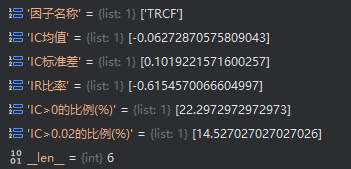 '因子名称' = {list: 1} ['TRCF']
'IC均值' = {list: 1} [-0.06272870575809043]
'IC标准差' = {list: 1} [0.1019221571600257]
'IR比率' = {list: 1} [-0.6154570066604997]
'IC>0的比例(%)' = {list: 1} [22.2972972972973]
'IC>0.02的比例(%)' = {list: 1} [14.527027027027026]
10
01 __len__ = {int} 6